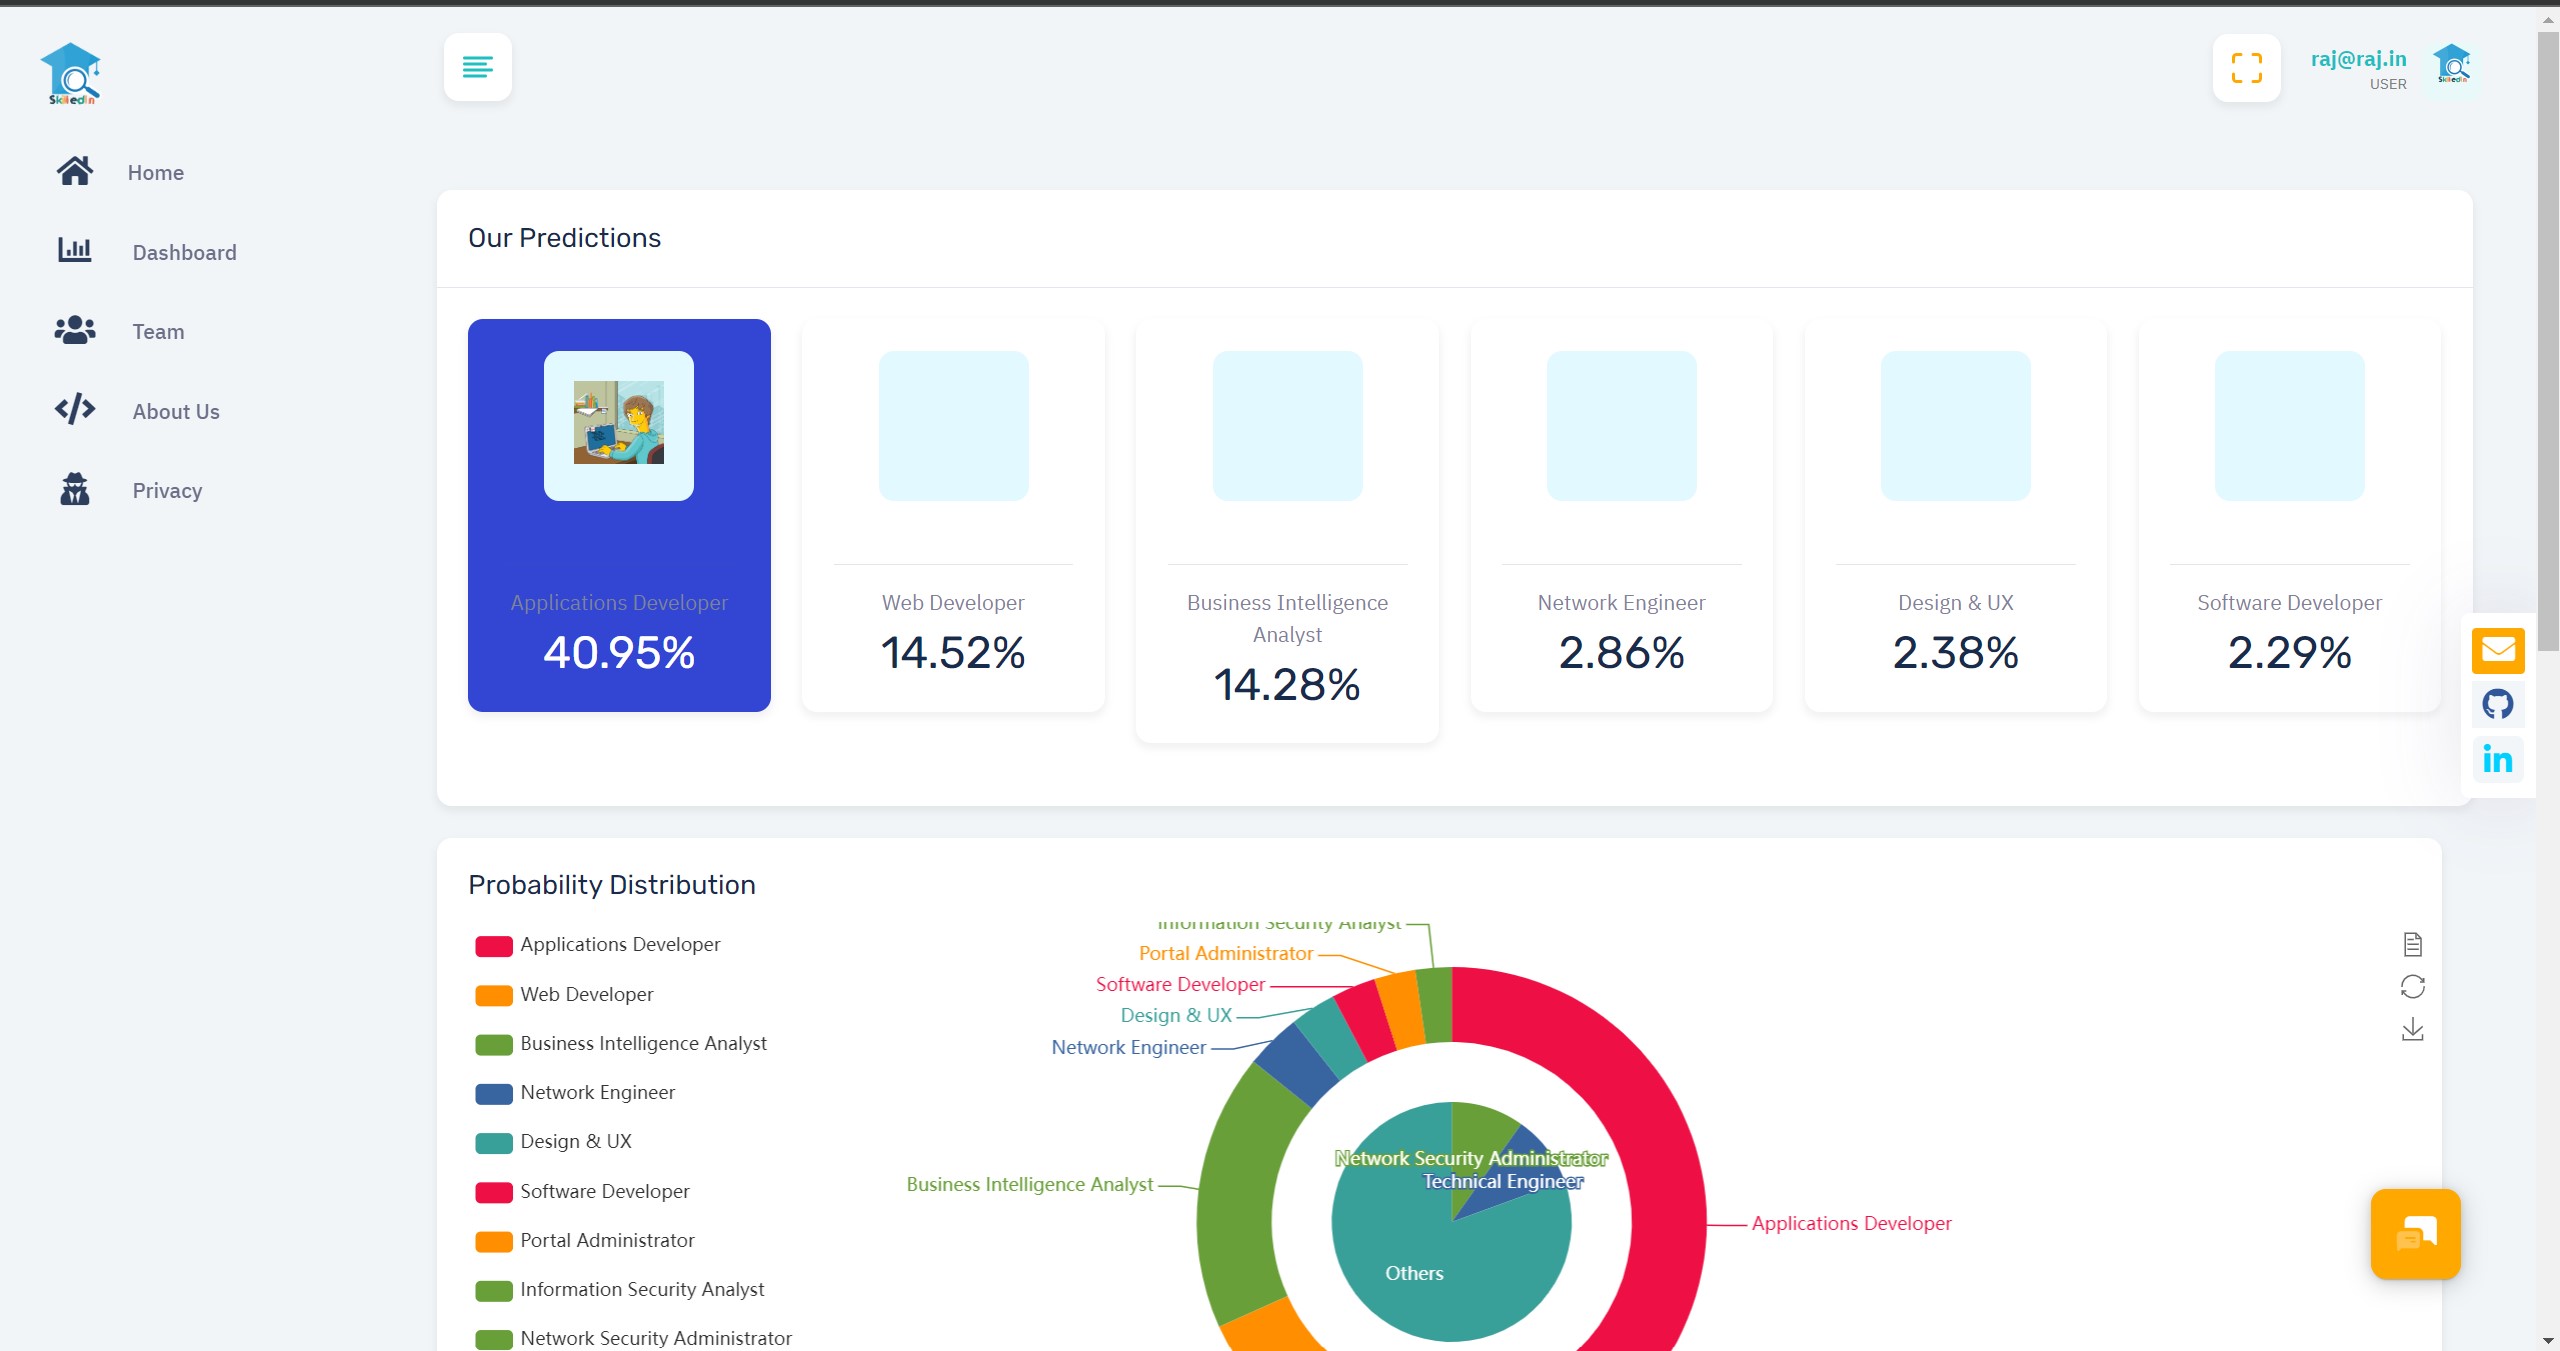 SkilledIn
raj@raj.in
USER
SkilledIn
Home
Dashboard
Team
About Us
Privacy
Our Predictions
Applications Developer
40.95%
Web Developer
14.52%
Business Intelligence
Analyst
14.28%
Network Engineer
2.86%
Design & UX
2.38%
Software Developer
2.29%
in
Probability Distribution
Applications Developer
Web Developer
Business Intelligence Analyst
Network Engineer
Design & UX
Software Developer
Portal Administrator
Information Security Analyst
Network Security Administrator
Information Security Analyst
Portal Administrator
Software Developer
Design & UX
Network Engineer
Business Intelligence Analyst
Applications Developer
Network Security Administrator
Technical Engineer
Others